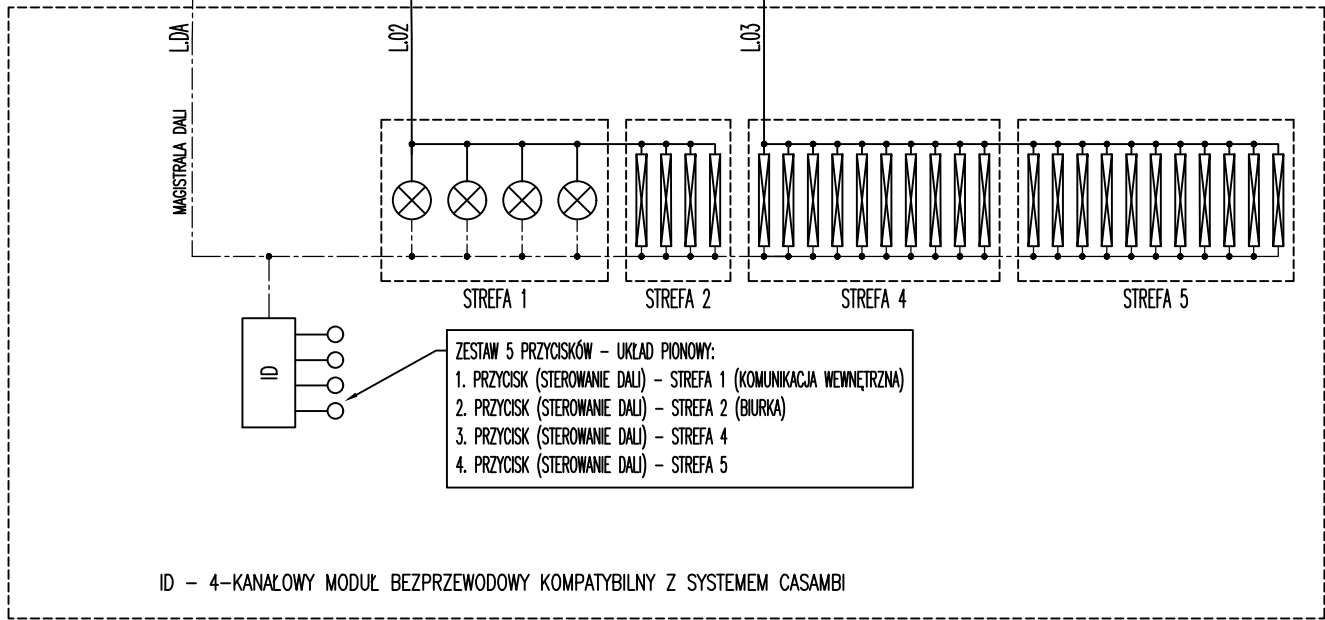 L.DA
L.02
L.03
MAGISTRALA DALI
STREFA 1
STREFA 2
STREFA 4
STREFA 5
ID
ZESTAW 5 PRZYCISKÓW – UKŁAD PIONOWY:
1. PRZYCISK (STEROWANIE DALI) – STREFA 1 (KOMUNIKACJA WEWNĘTRZNA)
2. PRZYCISK (STEROWANIE DALI) – STREFA 2 (BIURKA)
3. PRZYCISK (STEROWANIE DALI) – STREFA 4
4. PRZYCISK (STEROWANIE DALI) – STREFA 5
ID – 4–KANAŁOWY MODUŁ BEZPRZEWODOWY KOMPATYBILNY Z SYSTEMEM CASAMBI